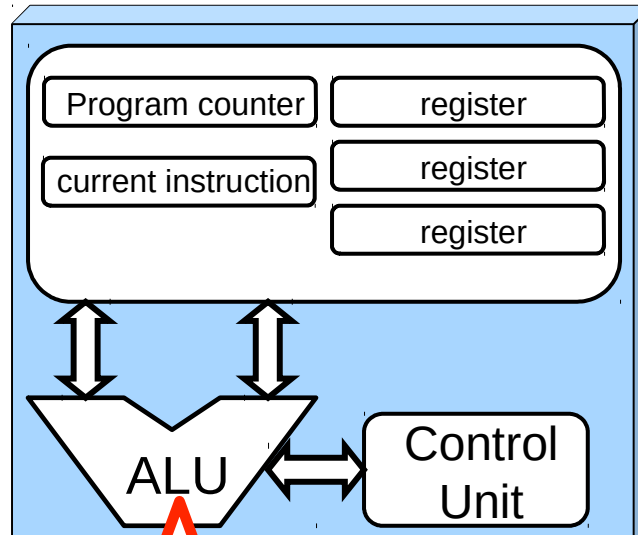 Program counter
current instruction
register
register
register
ALU
Control
Unit